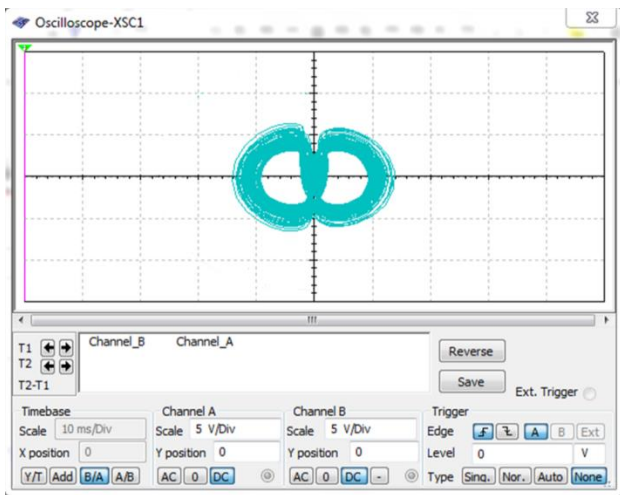 Oscilloscope-XSC1
T1
Channel_B Channel_A
T2
T2-T1
Reverse
Save
Ext. Trigger
Timebase
Channel A
Channel B
Trigger
Scale 10 ms/Div
Scale 5 V/Div
Scale 5 V/Div
Edge A B Ext
X position 0
Y position 0
Y position 0
Level 0 V
Y/T Add B/A A/B
AC 0 DC
AC 0 DC -
Type Sing. Nor. Auto None